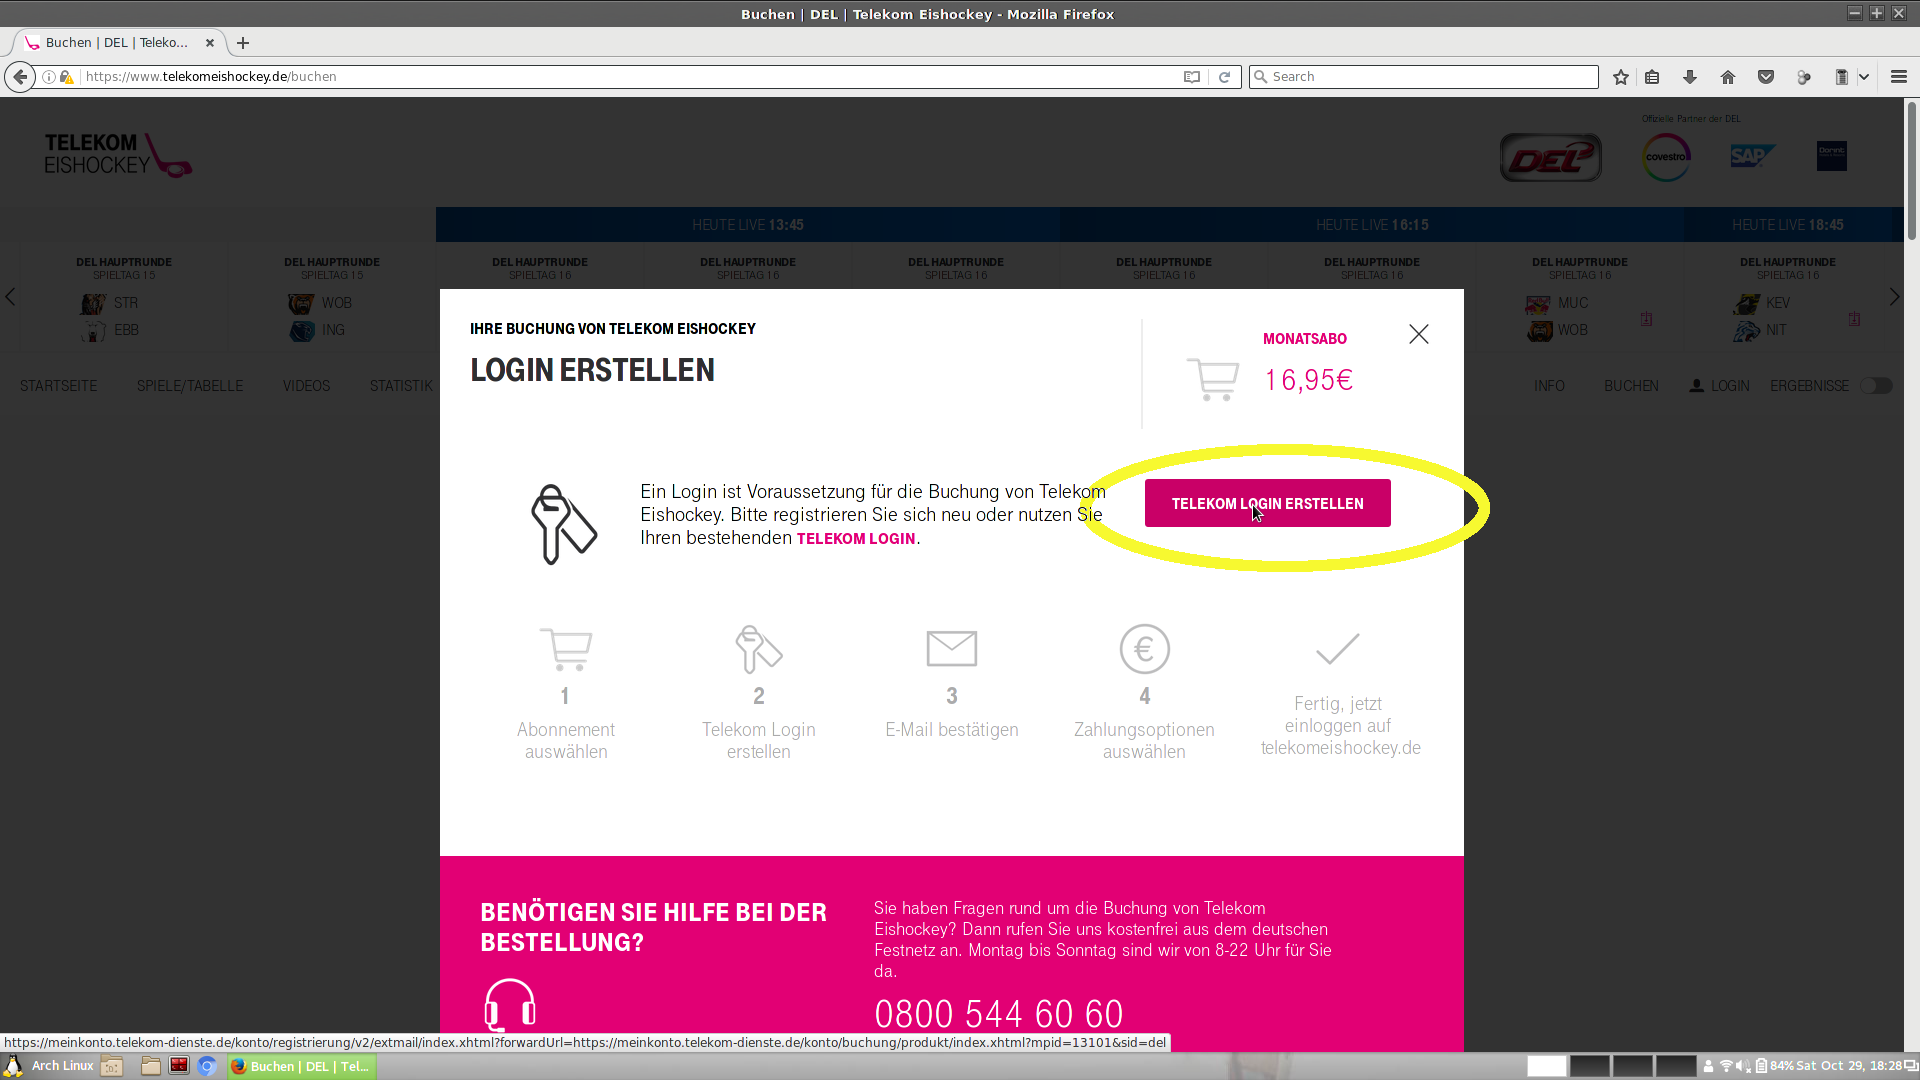 Buchen | DEL | Telekom Eishockey - Mozilla Firefox
Buchen | DEL | Teleko...
https://www.telekomeishockey.de/buchen
Search
Offizielle Partner der DEL
TELEKOM
EISHOCKEY
DEL2
covestro
SAP
Dorint
HEUTE LIVE 13:45
HEUTE LIVE 16:15
HEUTE LIVE 18:45
DEL HAUPTRUNDE
SPIELTAG 15
STR
EBB
DEL HAUPTRUNDE
SPIELTAG 15
WOB
ING
DEL HAUPTRUNDE
SPIELTAG 16
DEL HAUPTRUNDE
SPIELTAG 16
DEL HAUPTRUNDE
SPIELTAG 16
DEL HAUPTRUNDE
SPIELTAG 16
DEL HAUPTRUNDE
SPIELTAG 16
DEL HAUPTRUNDE
SPIELTAG 16
MUC
WOB
DEL HAUPTRUNDE
SPIELTAG 16
KEV
NIT
STARTSEITE
SPIELE/TABELLE
VIDEOS
STATISTIK
INFO
BUCHEN
LOGIN
ERGEBNISSE
IHRE BUCHUNG VON TELEKOM EISHOCKEY
LOGIN ERSTELLEN
MONATSABO
16,95€
Ein Login ist Voraussetzung für die Buchung von Telekom
Eishockey. Bitte registrieren Sie sich neu oder nutzen Sie
Ihren bestehenden TELEKOM LOGIN.
TELEKOM LOGIN ERSTELLEN
1
Abonnement
auswählen
2
Telekom Login
erstellen
3
E-Mail bestätigen
€
4
Zahlungsoptionen
auswählen
Fertig, jetzt
einloggen auf
telekomeishockey.de
BENÖTIGEN SIE HILFE BEI DER
BESTELLUNG?
Sie haben Fragen rund um die Buchung von Telekom
Eishockey? Dann rufen Sie uns kostenfrei aus dem deutschen
Festnetz an. Montag bis Sonntag sind wir von 8-22 Uhr für Sie
da.
0800 544 60 60
https://meinkonto.telekom-dienste.de/konto/registrierung/v2/extmail/index.xhtml?forwardUrl=https://meinkonto.telekom-dienste.de/konto/buchung/produkt/index.xhtml?mpid=13101&sid=del
Arch Linux
Buchen | DEL | Tel...
84%
Sat Oct 29, 18:28